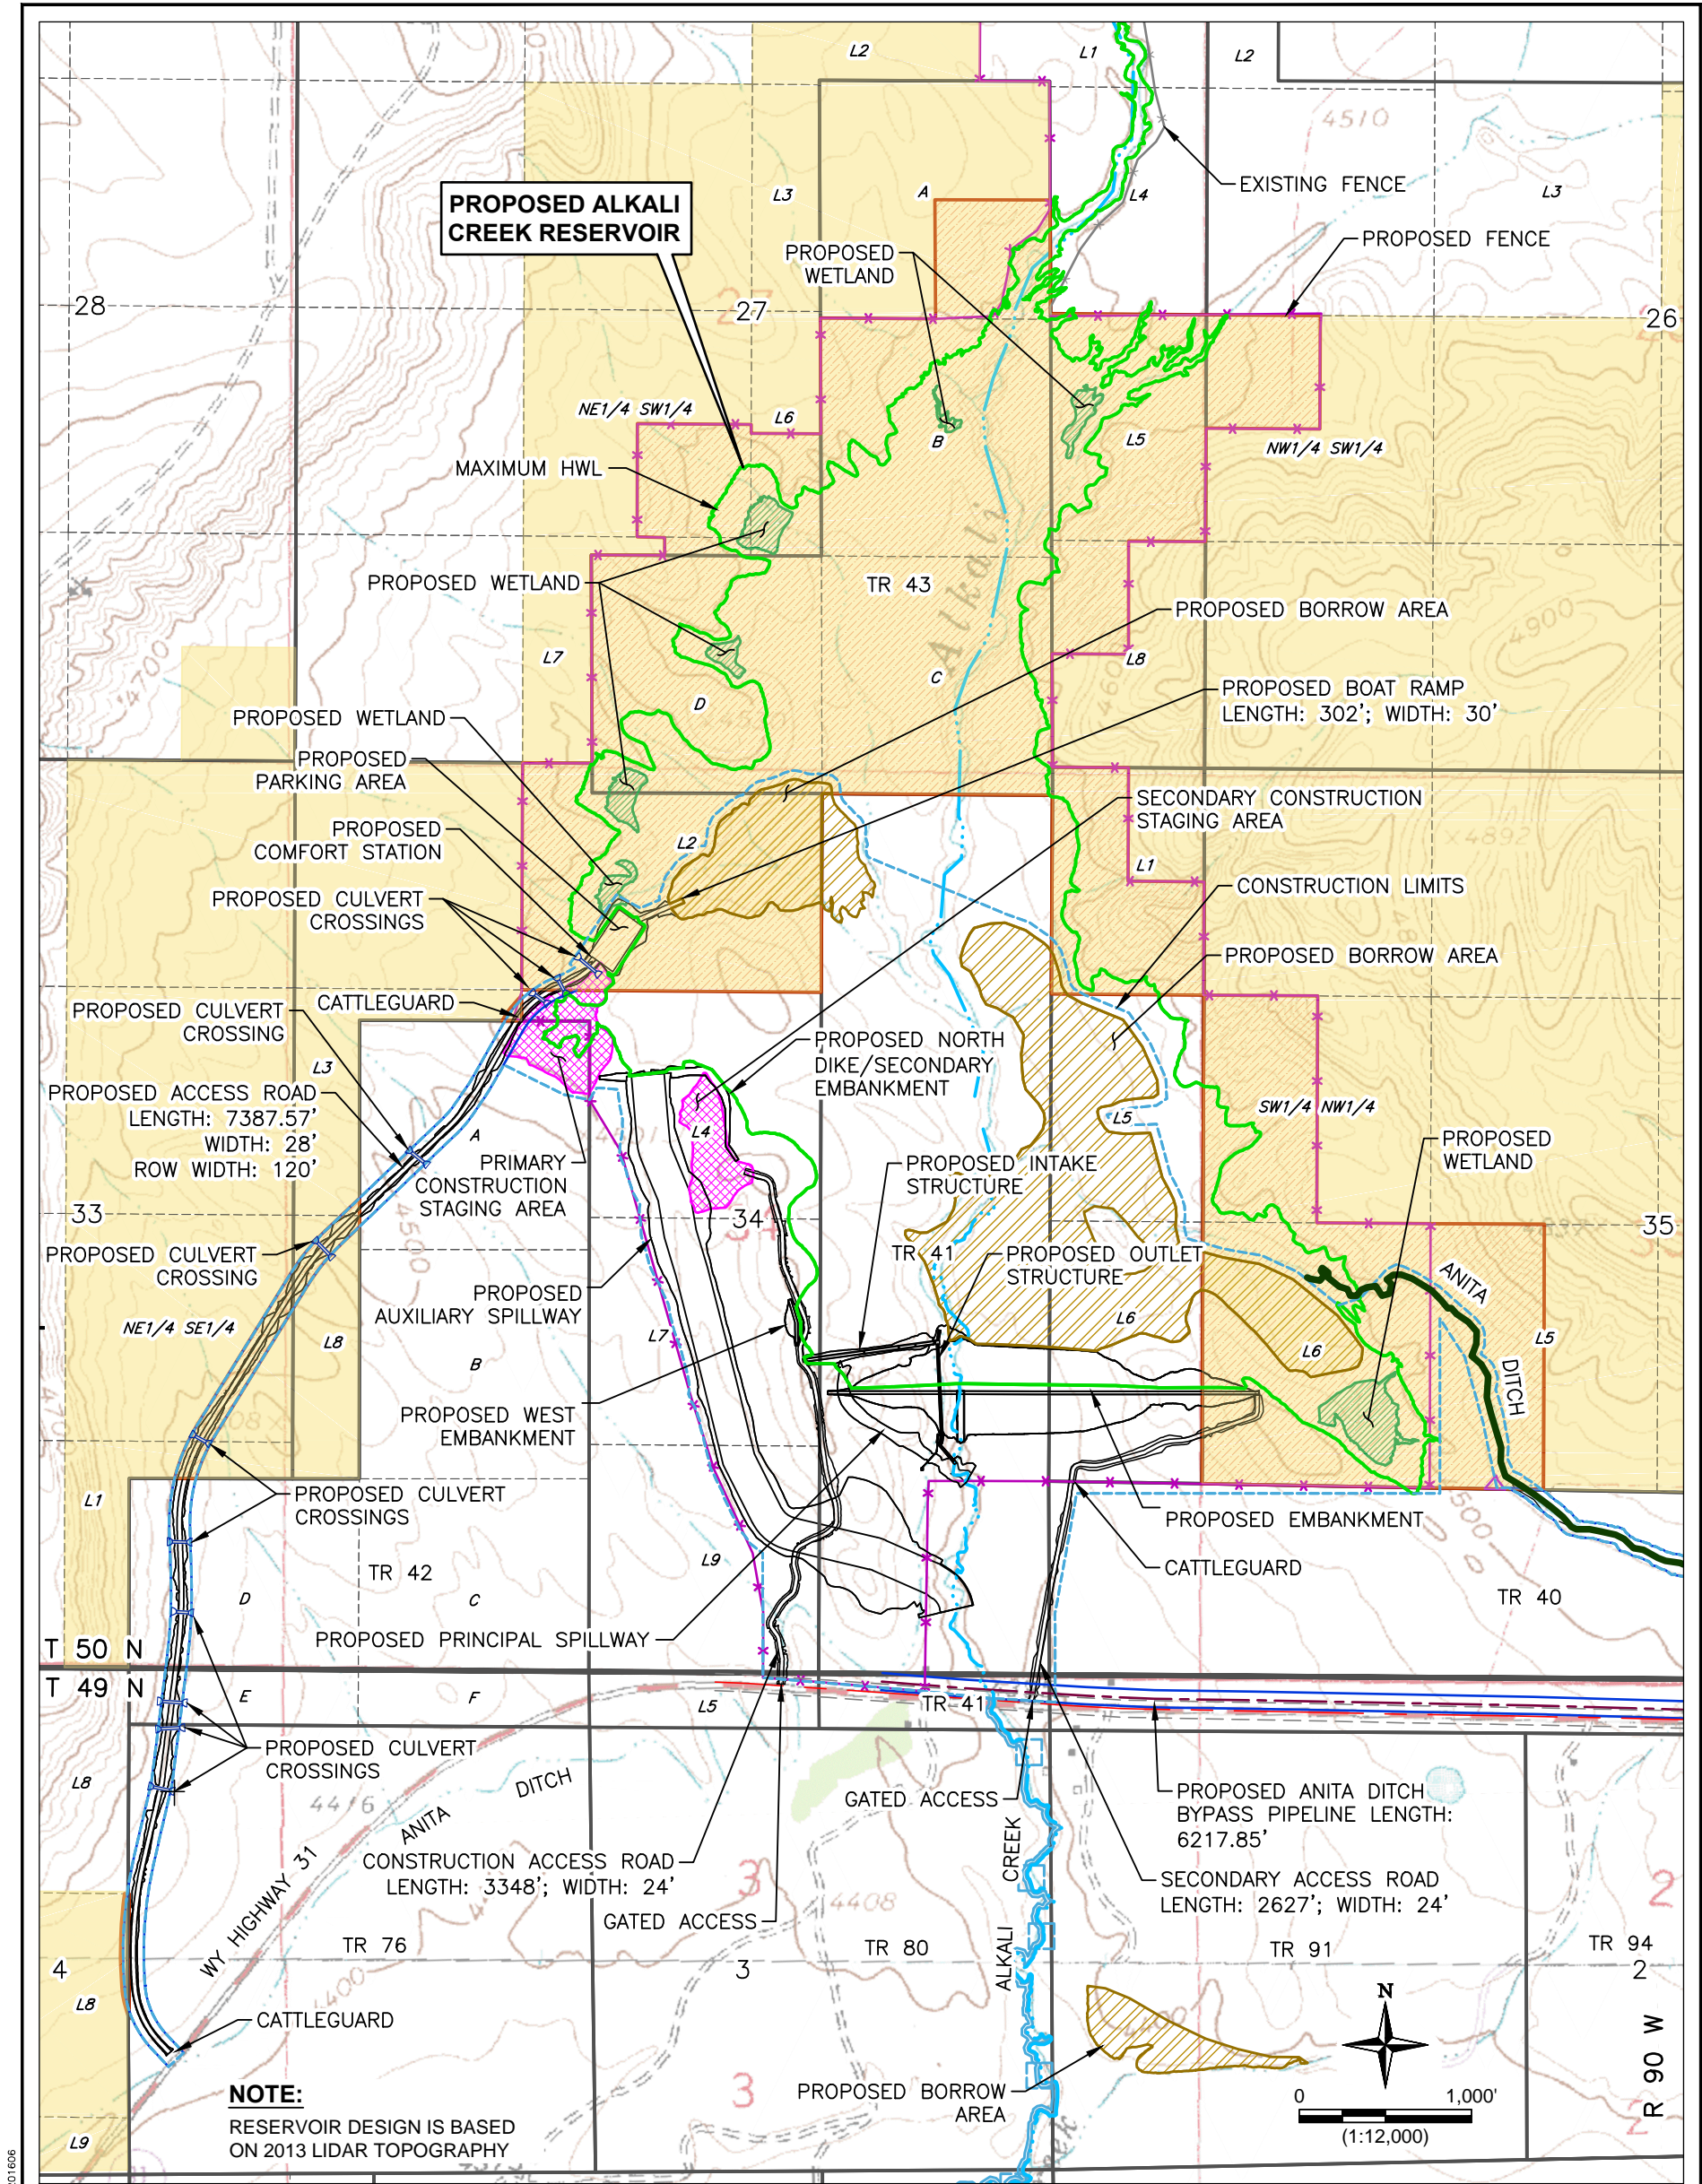 L2
L1
L2
4510
EXISTING FENCE
L3
A
L4
L3
PROPOSED ALKALI
CREEK RESERVOIR
PROPOSED
WETLAND
PROPOSED FENCE
28
27
27
26
NE1/4 SW1/4
L6
B
L5
NW1/4 SW1/4
MAXIMUM HWL
PROPOSED WETLAND
TR 43
Alkali
PROPOSED BORROW AREA
4900
4700
L7
L8
C
D
PROPOSED BOAT RAMP
LENGTH: 302'; WIDTH: 30'
PROPOSED WETLAND
PROPOSED
PARKING AREA
SECONDARY CONSTRUCTION
STAGING AREA
PROPOSED
COMFORT STATION
L2
L1
PROPOSED CULVERT
CROSSINGS
CONSTRUCTION LIMITS
PROPOSED BORROW AREA
CATTLEGUARD
PROPOSED CULVERT
CROSSING
L3
PROPOSED NORTH
DIKE/SECONDARY
EMBANKMENT
PROPOSED ACCESS ROAD
LENGTH: 7387.57'
WIDTH: 28'
ROW WIDTH: 120'
A
L4
L5
SW1/4 NW1/4
PROPOSED
WETLAND
PRIMARY
CONSTRUCTION
STAGING AREA
PROPOSED INTAKE
STRUCTURE
33
34
35
4500
PROPOSED CULVERT
CROSSING
TR 41
PROPOSED OUTLET
STRUCTURE
ANITA
DITCH
PROPOSED
AUXILIARY SPILLWAY
NE1/4 SE1/4
L8
L7
L6
L6
L5
B
PROPOSED WEST
EMBANKMENT
L1
PROPOSED CULVERT
CROSSINGS
PROPOSED EMBANKMENT
CATTLEGUARD
TR 42
L9
D
C
TR 40
PROPOSED PRINCIPAL SPILLWAY
T 50 N
T 49 N
E
F
L5
TR 41
PROPOSED CULVERT
CROSSINGS
L8
4416
ANITA
DITCH
GATED ACCESS
PROPOSED ANITA DITCH
BYPASS PIPELINE LENGTH:
6217.85'
CONSTRUCTION ACCESS ROAD
LENGTH: 3348'; WIDTH: 24'
SECONDARY ACCESS ROAD
LENGTH: 2627'; WIDTH: 24'
3
2
4408
GATED ACCESS
WY HIGHWAY 31
ALKALI
CREEK
TR 76
TR 80
TR 91
TR 94
4
3
2
4400
L8
CATTLEGUARD
N
R 90 W
NOTE:
RESERVOIR DESIGN IS BASED
ON 2013 LIDAR TOPOGRAPHY
3
PROPOSED BORROW
AREA
0
1,000'
(1:12,000)
L9